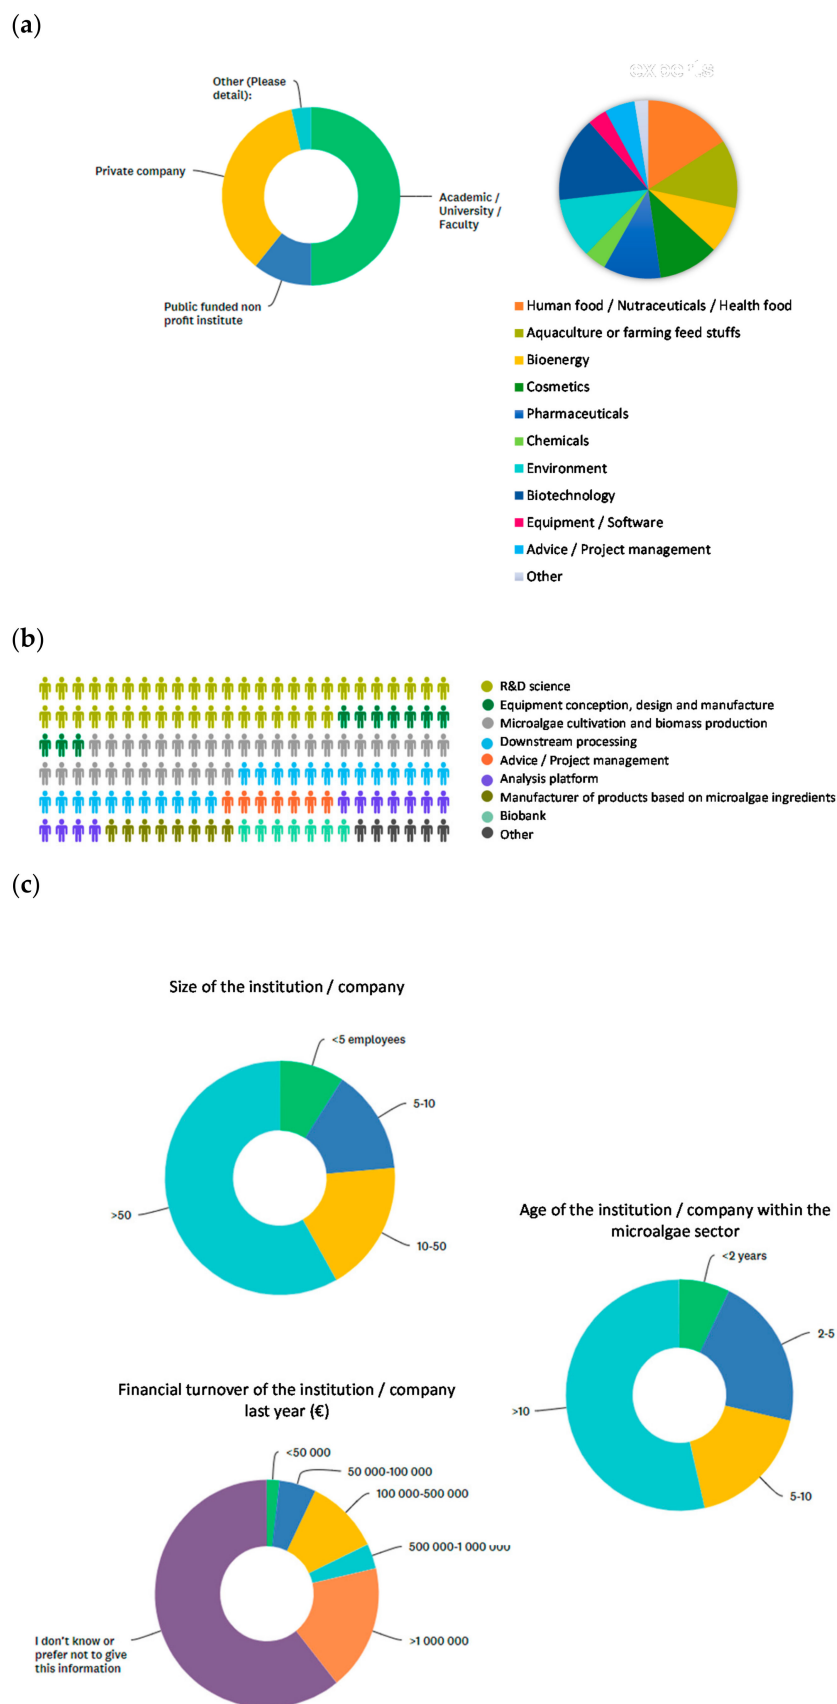 (a)
experts
Other (Please
detail):
Private company
Academic /
University /
Faculty
Public funded non
profit institute
Human food / Nutraceuticals / Health food
Aquaculture or farming feed stuffs
Bioenergy
Cosmetics
Pharmaceuticals
Chemicals
Environment
Biotechnology
Equipment / Software
Advice / Project management
Other
(b)
R&D science
Equipment conception, design and manufacture
Microalgae cultivation and biomass production
Downstream processing
Advice / Project management
Analysis platform
Manufacturer of products based on microalgae ingredients
Biobank
Other
(c)
Size of the institution / company
<5 employees
5-10
>50
10-50
Age of the institution / company within the
microalgae sector
<2 years
2-5
>10
5-10
Financial turnover of the institution / company
last year (€)
<50 000
50 000-100 000
100 000-500 000
500 000-1 000 000
>1 000 000
I don't know or
prefer not to give
this information